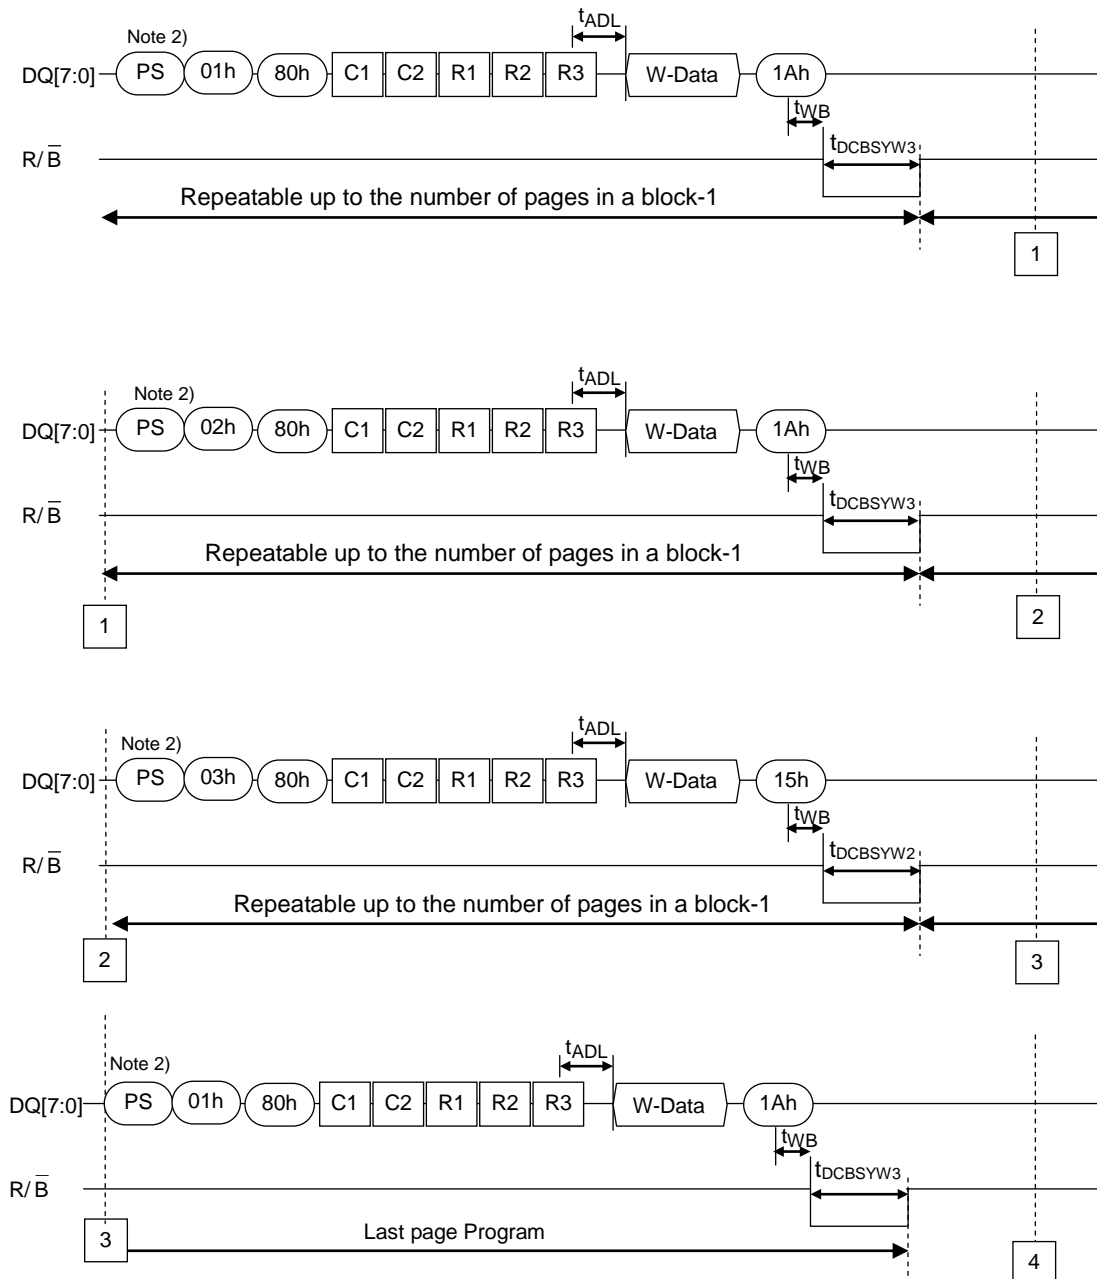 tADL
Note 2)
DQ[7:0] PS 01h 80h C1 C2 R1 R2 R3 W-Data 1Ah
tWB
R/B̅ tDCBSYW3
Repeatable up to the number of pages in a block-1
1
tADL
Note 2)
DQ[7:0] PS 02h 80h C1 C2 R1 R2 R3 W-Data 1Ah
tWB
R/B̅ tDCBSYW3
Repeatable up to the number of pages in a block-1
1 2
tADL
Note 2)
DQ[7:0] PS 03h 80h C1 C2 R1 R2 R3 W-Data 15h
tWB
R/B̅ tDCBSYW2
Repeatable up to the number of pages in a block-1
2 3
tADL
Note 2)
DQ[7:0] PS 01h 80h C1 C2 R1 R2 R3 W-Data 1Ah
tWB
R/B̅ tDCBSYW3
Last page Program
3 4